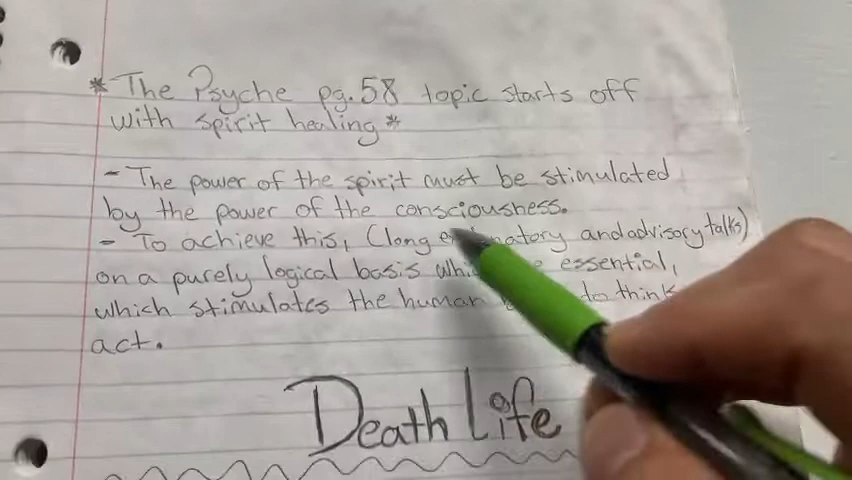 * The Psyche pg.58 topic starts off
with spirit healing *
- The power of the spirit must be stimulated
by the power of the consciousness.
- To achieve this, (long and advisory talks)
on a purely logical basis essential,
which stimulates the human to think
act.
Death Life